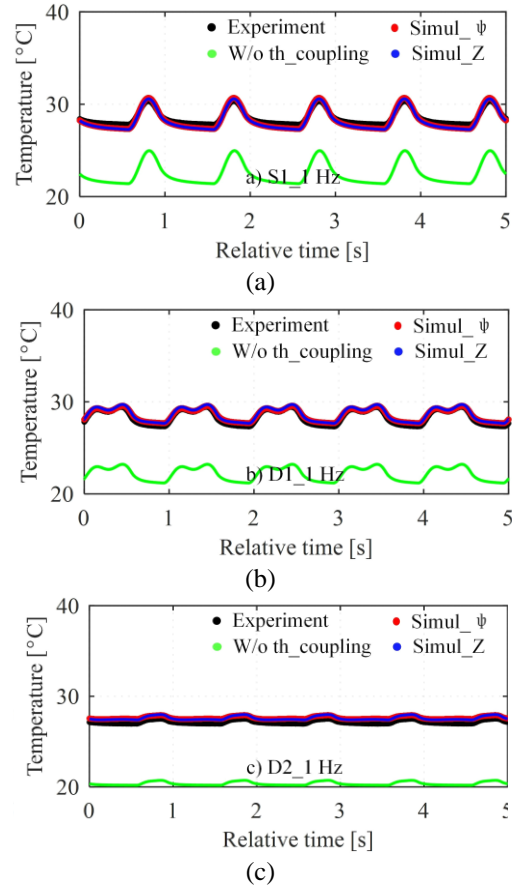 40
Experiment
Simul_ ψ
W/o th_coupling
Simul_Z
30
20
a) S1_1 Hz
0 1 2 3 4 5
Temperature [°C]
Relative time [s]
(a)
40
Experiment
Simul_ ψ
W/o th_coupling
Simul_Z
30
20
b) D1_1 Hz
0 1 2 3 4 5
Temperature [°C]
Relative time [s]
(b)
40
Experiment
Simul_ ψ
W/o th_coupling
Simul_Z
30
20
c) D2_1 Hz
0 1 2 3 4 5
Temperature [°C]
Relative time [s]
(c)